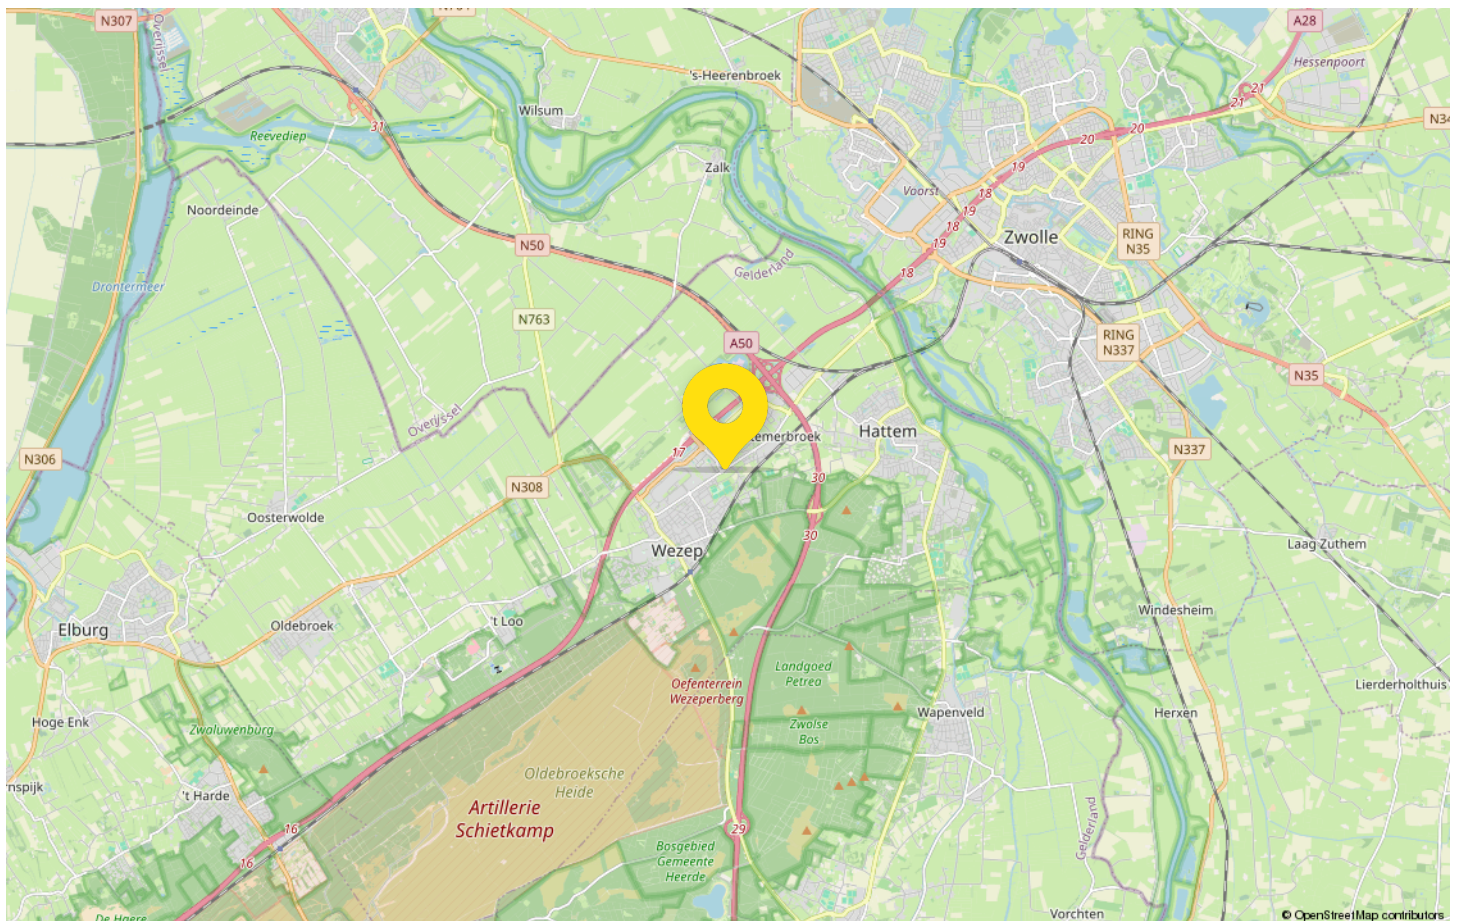 N307
Overijssel
A28
Hessenpoort
's-Heerenbroek
21
21
Wilsum
31
Reevediep
20
20
19
Zalk
Voorst
18
19
18
19
18
Noordeinde
Zwolle
RING
N35
N50
Gelderland
Drontermeer
N763
A50
RING
N337
N35
Overijssel
temerbroek
Hattem
17
N306
N337
30
N308
Oosterwolde
30
Wezep
Laag Zuthem
Windesheim
Elburg
Oldebroek
't Loo
Landgoed
Petrea
Oefenterrein
Wezeperberg
Lierderholthuis
Hoge Enk
Zwaluwenburg
Zwolse
Bos
Wapenveld
Herxen
Oldebroeksche
Heide
rnspijk
't Harde
Artillerie
Schietkamp
16
29
16
Bosgebied
Gemeente
Heerde
Gelderland
De Haere
Vorchten
© OpenStreetMap contributors